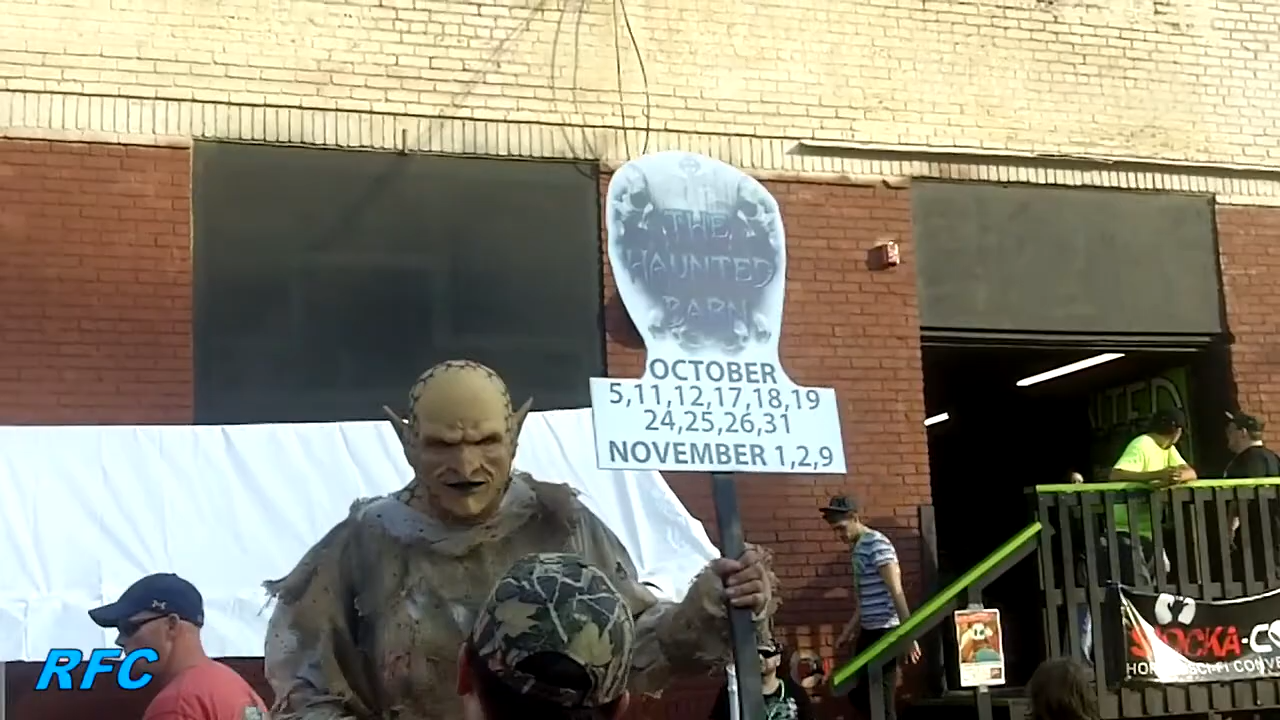 THE
HAUNTED
BARN
OCTOBER
5,11,12,17,18,19
24,25,26,31
NOVEMBER 1,2,9
RFC